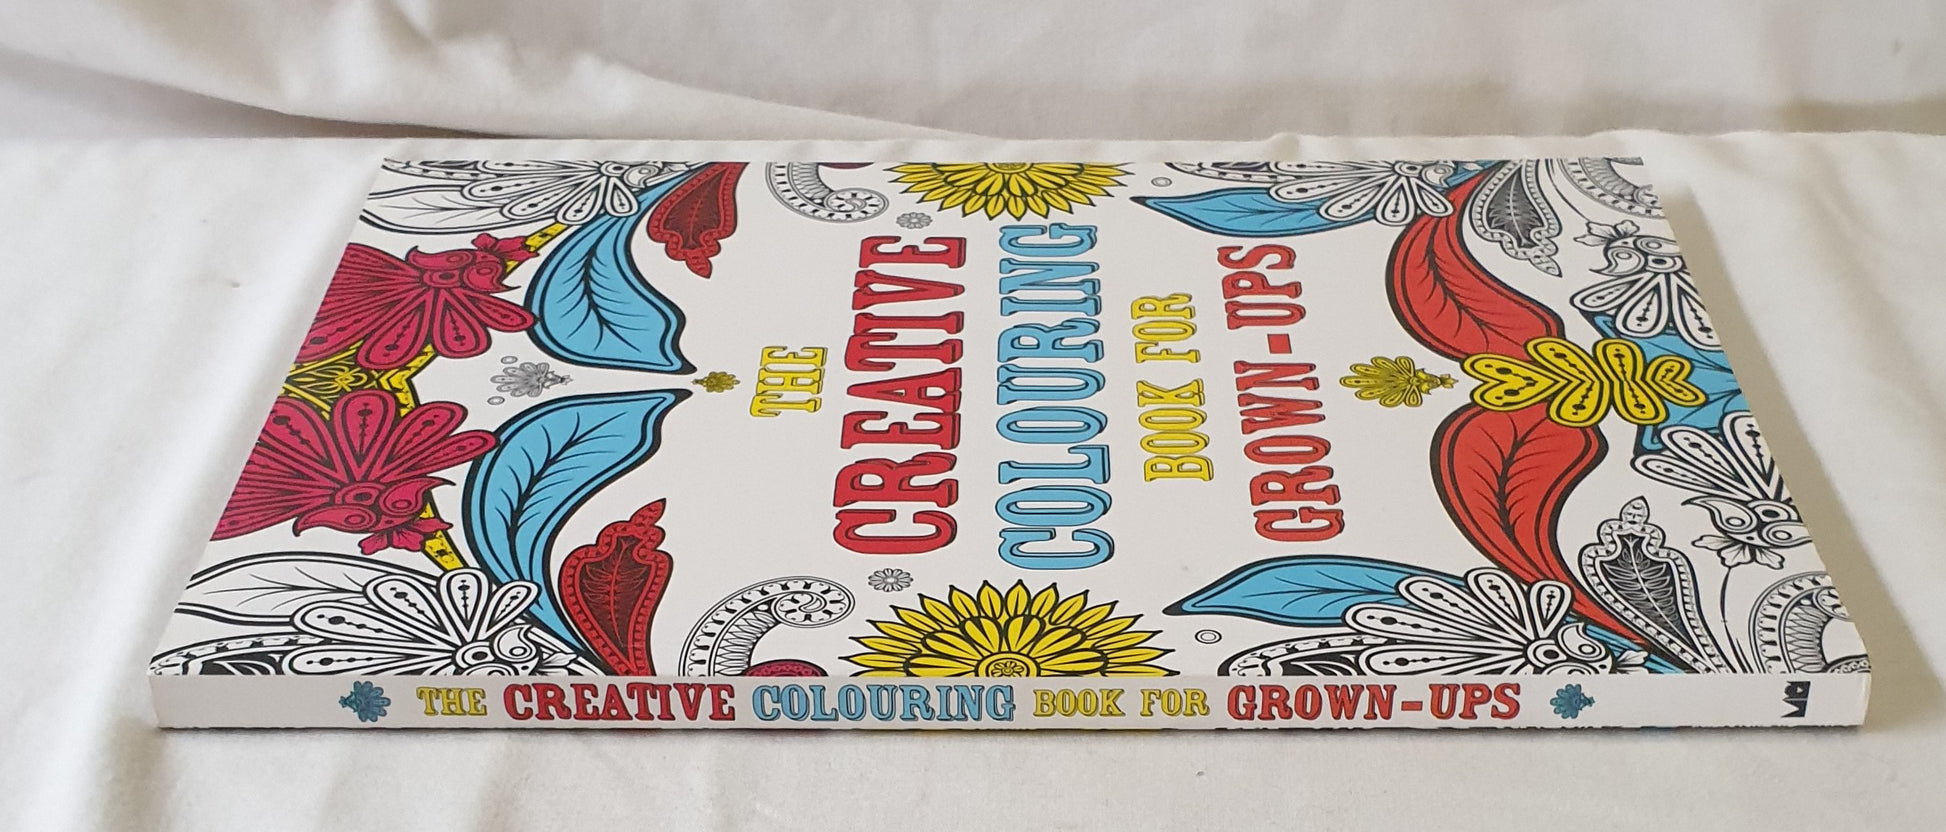 THE
CREATIVE
COLOURING
BOOK FOR
GROWN-UPS
THE CREATIVE COLOURING BOOK FOR GROWN-UPS